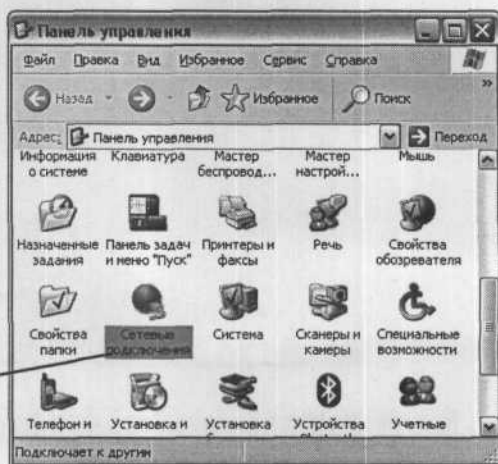 Панель управления
Файл Правка Вид Избранное Сервис Справка
Назад Избранное Поиск »
Адрес: Панель управления Переход
Информация о системе Клавиатура Мастер беспровод... Мастер настрой... Мышь
Назначенные задания Панель задач и меню "Пуск" Принтеры и факсы Речь Свойства обозревателя
Свойства папки Сетевые подключения Система Сканеры и камеры Специальные возможности
Телефон и Установка и Установка Устройства Учетные
Подключает к другим